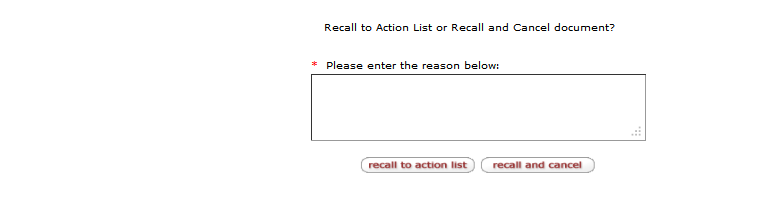 Recall to Action List or Recall and Cancel document?
* Please enter the reason below:
recall to action list recall and cancel